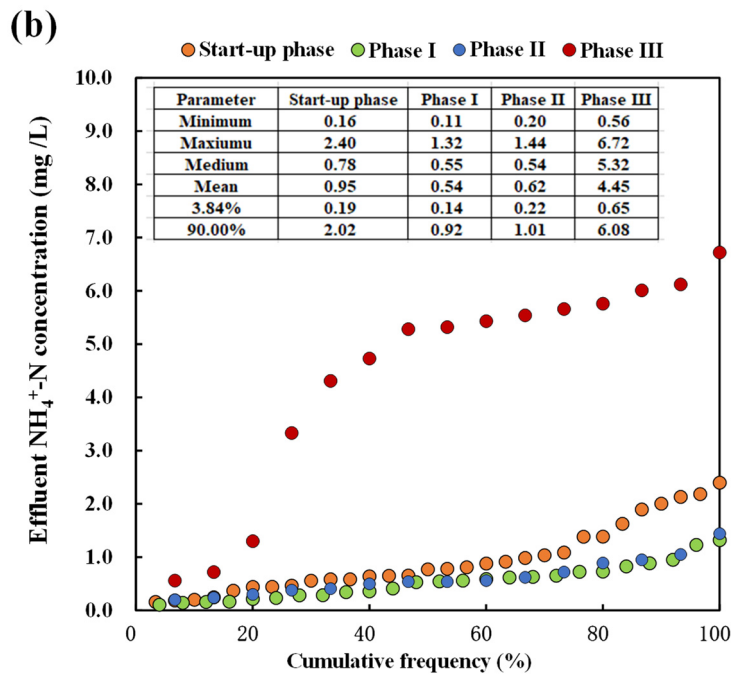 (b)
Start-up phase Phase I Phase II Phase III
Parameter Start-up phase Phase I Phase II Phase III
Minimum 0.16 0.11 0.20 0.56
Maxiumu 2.40 1.32 1.44 6.72
Medium 0.78 0.55 0.54 5.32
Mean 0.95 0.54 0.62 4.45
3.84% 0.19 0.14 0.22 0.65
90.00% 2.02 0.92 1.01 6.08
Effluent NH₄⁺-N concentration (mg /L)
10.0
9.0
8.0
7.0
6.0
5.0
4.0
3.0
2.0
1.0
0.0
0 20 40 60 80 100
Cumulative frequency (%)